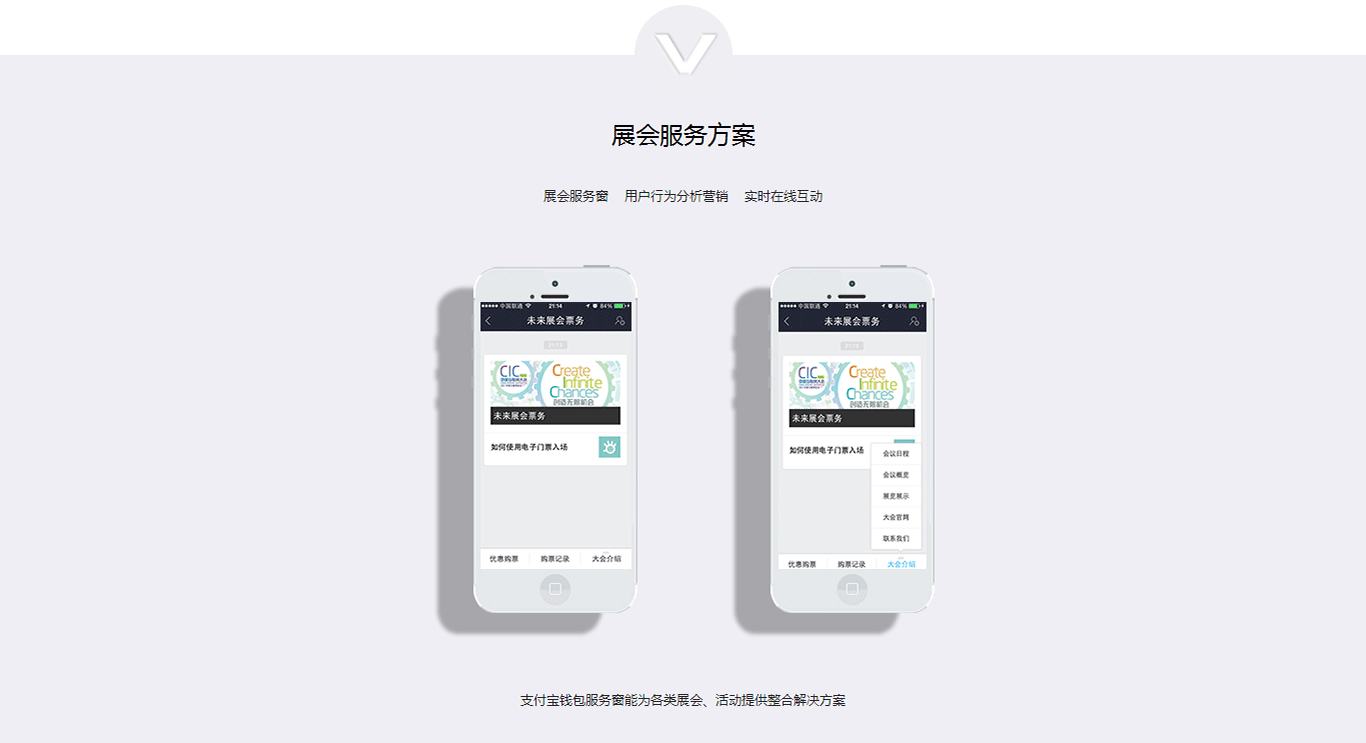 展会服务方案
展会服务窗 用户行为分析营销 实时在线互动
中国联通 21:14 84%
未来展会票务
21:13
CIC
Create
Infinite
Chances
创造无限机会
未来展会票务
如何使用电子门票入场
优惠购票 购票记录 大会介绍
中国联通 21:14 84%
未来展会票务
CIC
Create
Infinite
Chances
创造无限机会
未来展会票务
如何使用电子门票入场
会议日程
会议概览
展览展示
大会官网
联系我们
优惠购票 购票记录 大会介绍
支付宝钱包服务窗能为各类展会、活动提供整合解决方案